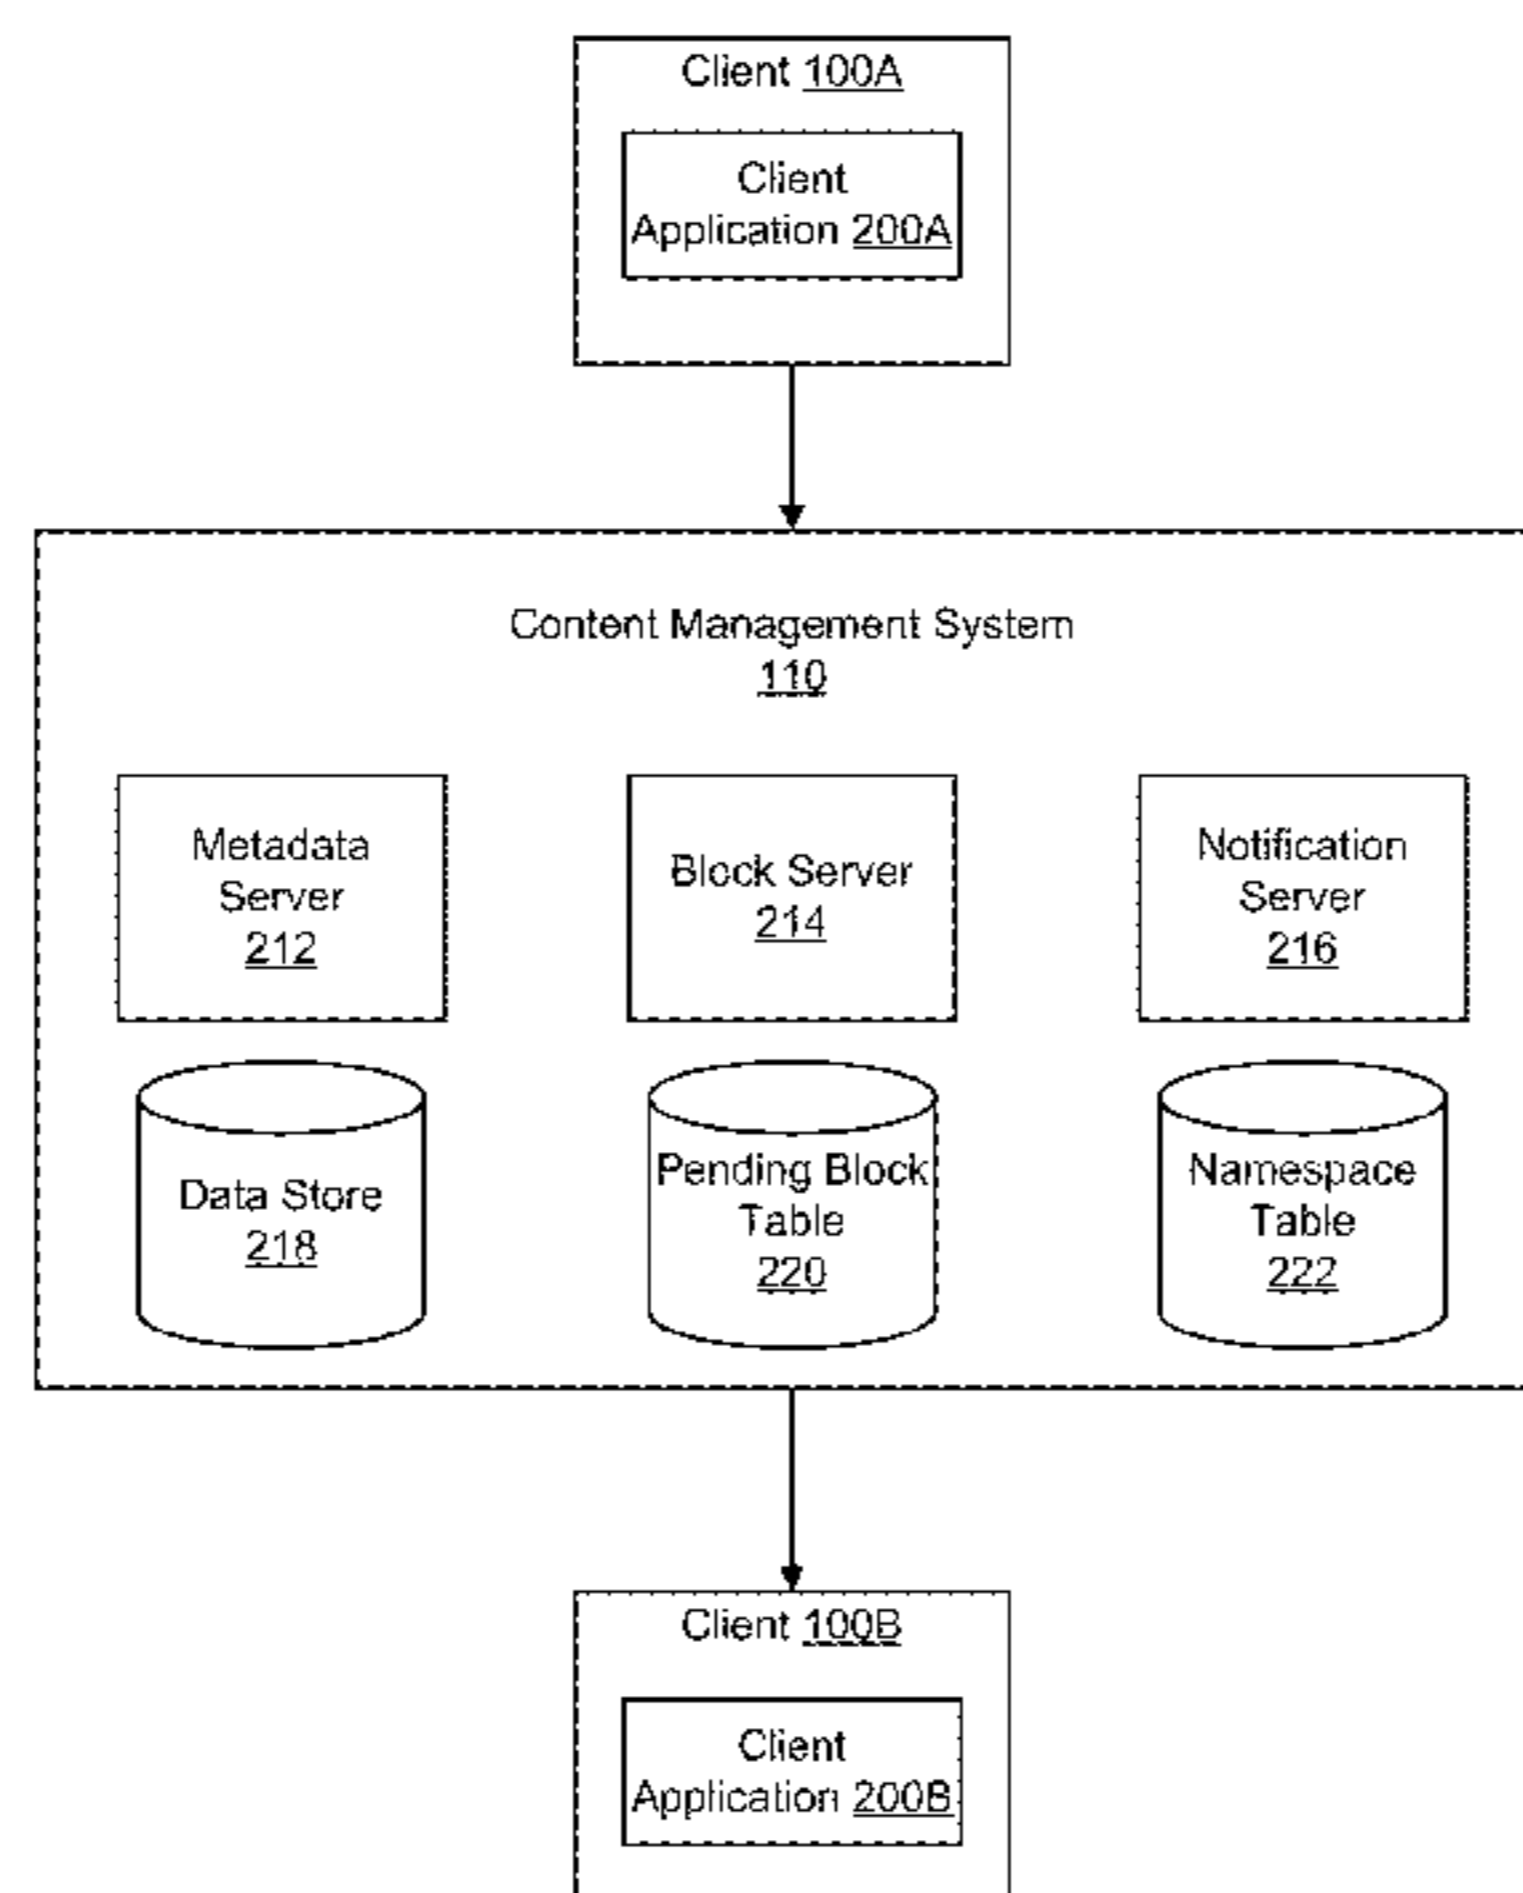 Client 100A
Client
Application 200A
Content Management System
110
Metadata
Server
212
Block Server
214
Notification
Server
216
Data Store
218
Pending Block
Table
220
Namespace
Table
222
Client 100B
Client
Application 200B